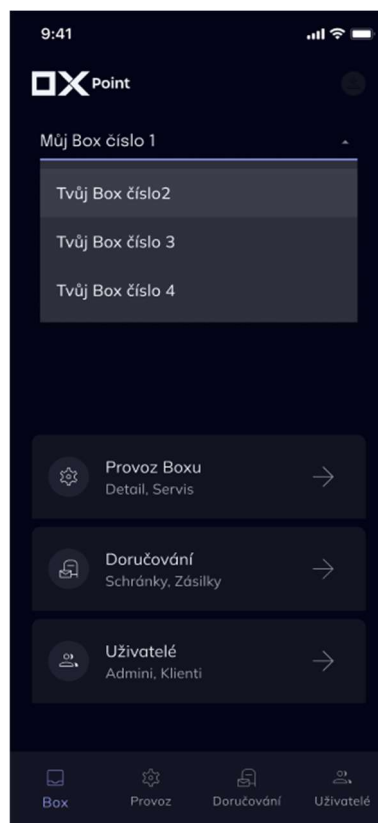 9:41
OX Point
Můj Box číslo 1
Tvůj Box číslo2
Tvůj Box číslo 3
Tvůj Box číslo 4
Provoz Boxu
Detail, Servis
Doručování
Schránky, Zásilky
Uživatelé
Admini, Klienti
Box Provoz Doručování Uživatelé